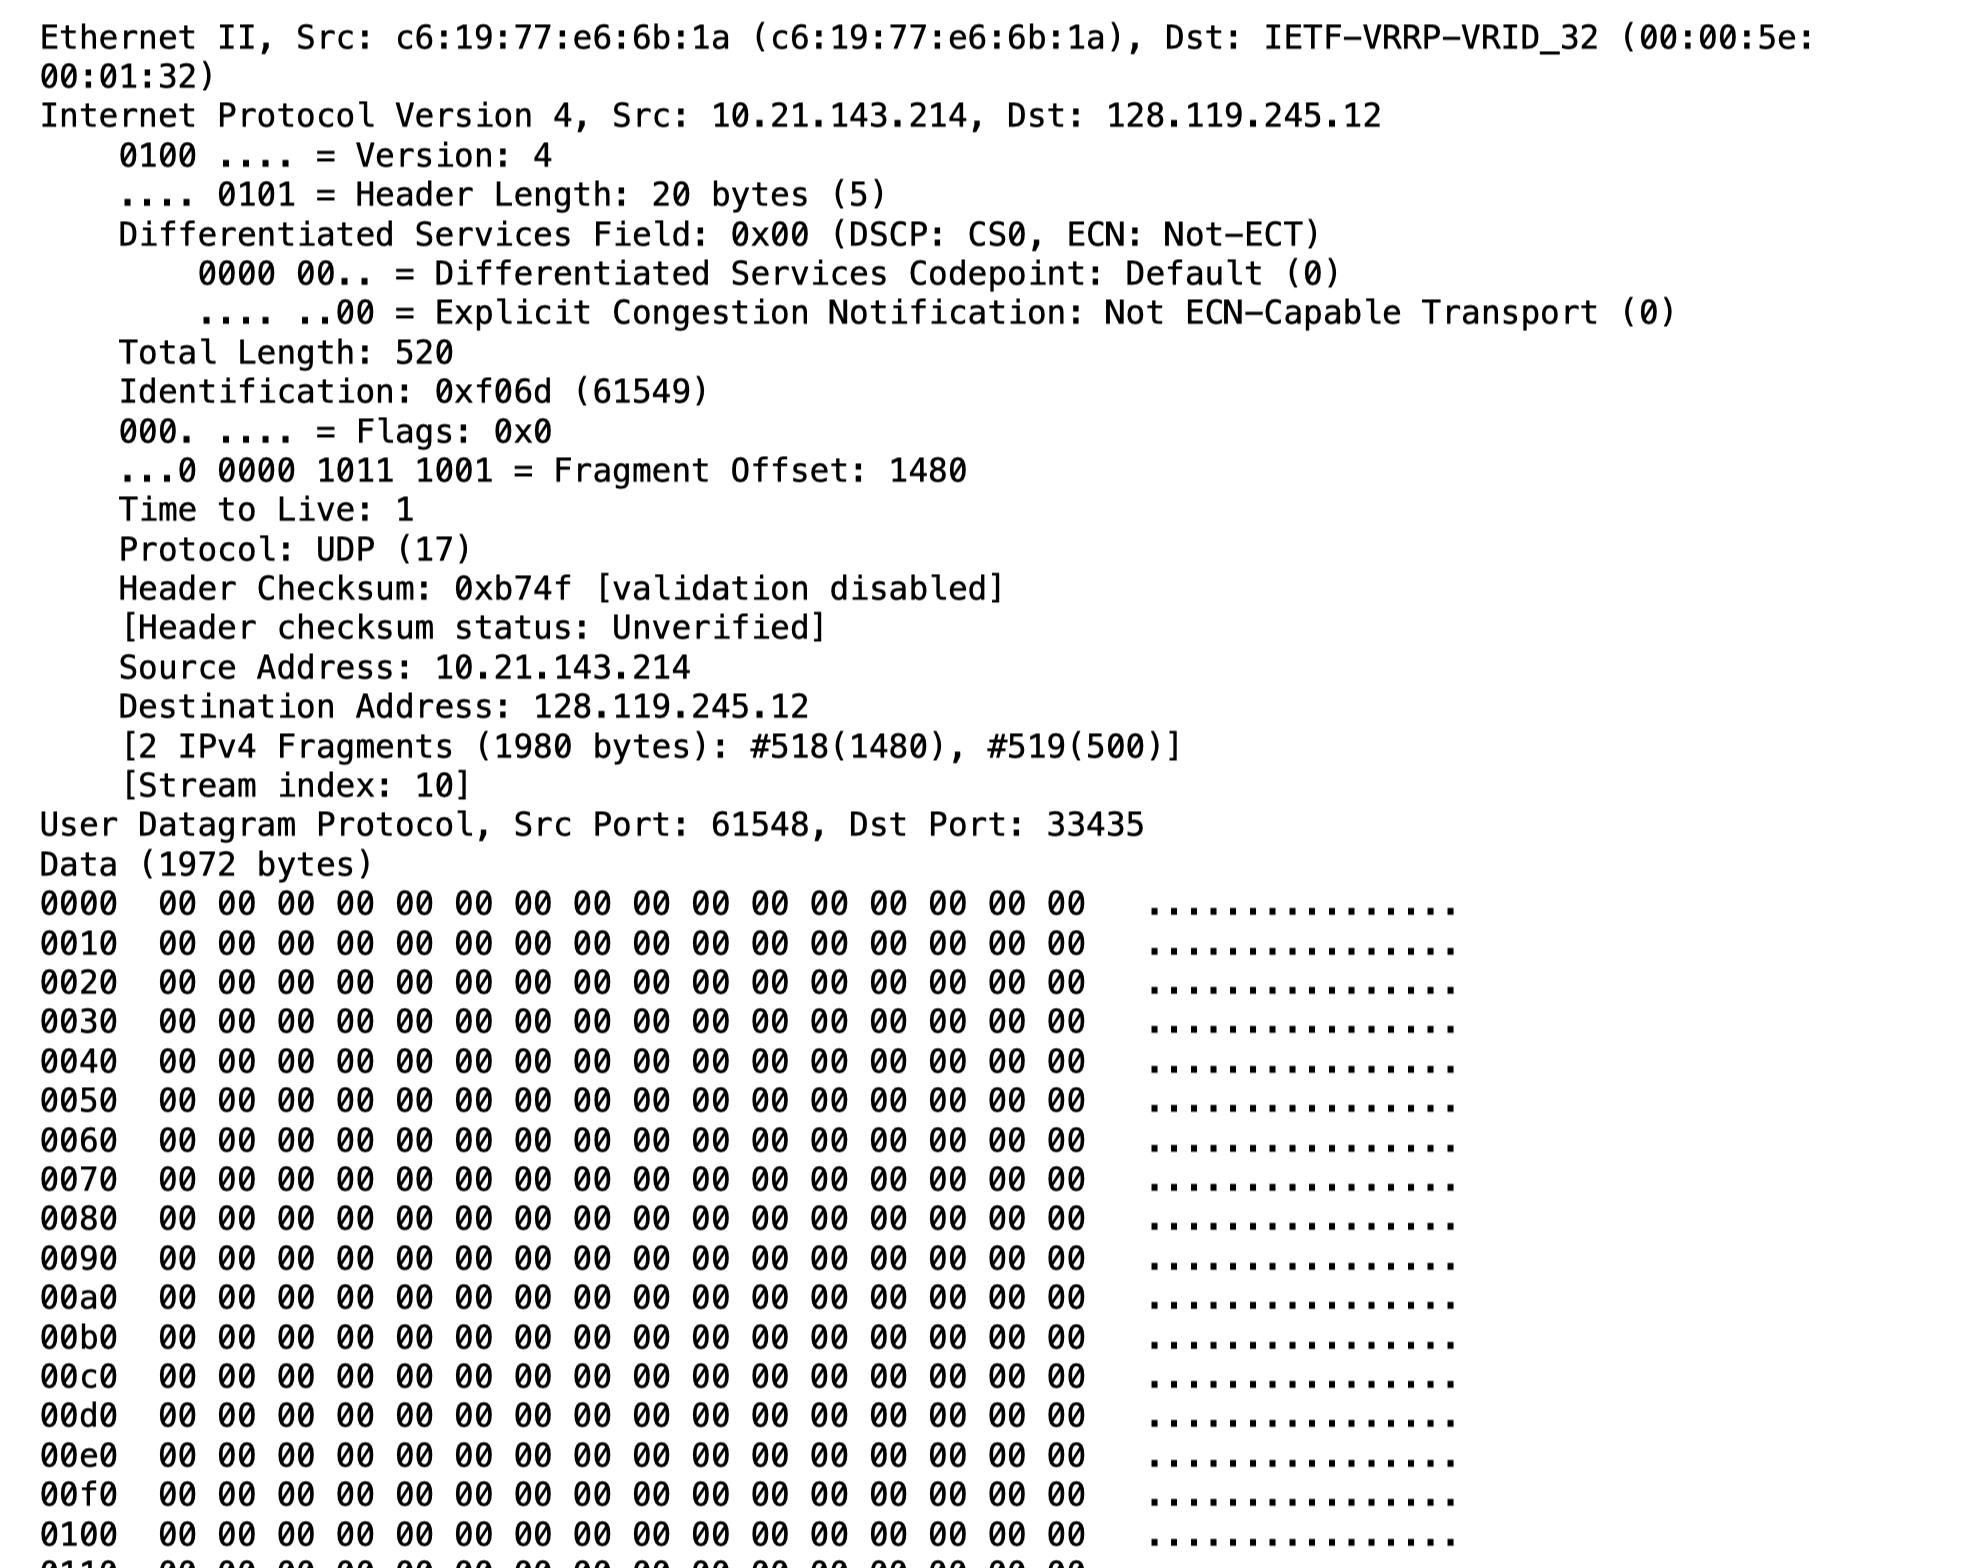 Ethernet II, Src: c6:19:77:e6:6b:1a (c6:19:77:e6:6b:1a), Dst: IETF-VRRP-VRID_32 (00:00:5e:
00:01:32)
Internet Protocol Version 4, Src: 10.21.143.214, Dst: 128.119.245.12
0100 .... = Version: 4
.... 0101 = Header Length: 20 bytes (5)
Differentiated Services Field: 0x00 (DSCP: CS0, ECN: Not-ECT)
0000 00.. = Differentiated Services Codepoint: Default (0)
.... ..00 = Explicit Congestion Notification: Not ECN-Capable Transport (0)
Total Length: 520
Identification: 0xf06d (61549)
000. .... = Flags: 0x0
...0 0000 1011 1001 = Fragment Offset: 1480
Time to Live: 1
Protocol: UDP (17)
Header Checksum: 0xb74f [validation disabled]
[Header checksum status: Unverified]
Source Address: 10.21.143.214
Destination Address: 128.119.245.12
[2 IPv4 Fragments (1980 bytes): #518(1480), #519(500)]
[Stream index: 10]
User Datagram Protocol, Src Port: 61548, Dst Port: 33435
Data (1972 bytes)
0000 00 00 00 00 00 00 00 00 00 00 00 00 00 00 00 00 ................
0010 00 00 00 00 00 00 00 00 00 00 00 00 00 00 00 00 ................
0020 00 00 00 00 00 00 00 00 00 00 00 00 00 00 00 00 ................
0030 00 00 00 00 00 00 00 00 00 00 00 00 00 00 00 00 ................
0040 00 00 00 00 00 00 00 00 00 00 00 00 00 00 00 00 ................
0050 00 00 00 00 00 00 00 00 00 00 00 00 00 00 00 00 ................
0060 00 00 00 00 00 00 00 00 00 00 00 00 00 00 00 00 ................
0070 00 00 00 00 00 00 00 00 00 00 00 00 00 00 00 00 ................
0080 00 00 00 00 00 00 00 00 00 00 00 00 00 00 00 00 ................
0090 00 00 00 00 00 00 00 00 00 00 00 00 00 00 00 00 ................
00a0 00 00 00 00 00 00 00 00 00 00 00 00 00 00 00 00 ................
00b0 00 00 00 00 00 00 00 00 00 00 00 00 00 00 00 00 ................
00c0 00 00 00 00 00 00 00 00 00 00 00 00 00 00 00 00 ................
00d0 00 00 00 00 00 00 00 00 00 00 00 00 00 00 00 00 ................
00e0 00 00 00 00 00 00 00 00 00 00 00 00 00 00 00 00 ................
00f0 00 00 00 00 00 00 00 00 00 00 00 00 00 00 00 00 ................
0100 00 00 00 00 00 00 00 00 00 00 00 00 00 00 00 00 ................